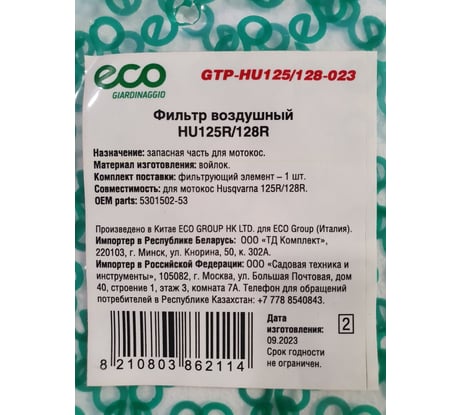 eco
GIARDINAGGIO
GTP-HU125/128-023
Фильтр воздушный
HU125R/128R
Назначение: запасная часть для мотокос.
Материал изготовления: войлок.
Комплект поставки: фильтрующий элемент – 1 шт.
Совместимость: для мотокос Husqvarna 125R/128R.
OEM parts: 5301502-53
Произведено в Китае ECO GROUP HK LTD. для ECO Group (Италия).
Импортер в Республике Беларусь: ООО «ТД Комплект»,
220103, г. Минск, ул. Кнорина, 50, к. 302А.
Импортер в Российской Федерации: ООО «Садовая техника и
инструменты», 105082, г. Москва, ул. Большая Почтовая, дом
40, строение 1, этаж 3, комната 7А. Телефон для обращений
потребителей в Республике Казахстан: +7 778 8540843.
Дата
изготовления:
09.2023
Срок годности
не ограничен.
2
8 210803 862114